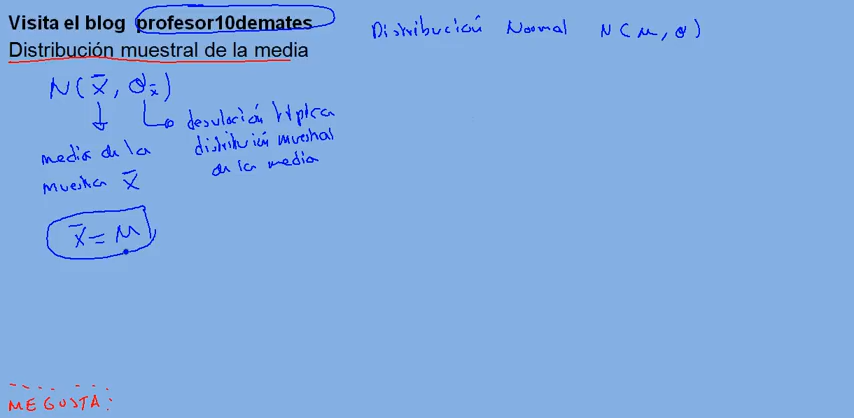 Visita el blog profesor10demates
Distribución muestral de la media
Distribución Normal N(μ, σ)
N(x̄, σx̄)
media de la
muestra x̄
desviación típica
distribución muestral
de la media
x̄ = μ
ME GUSTA: